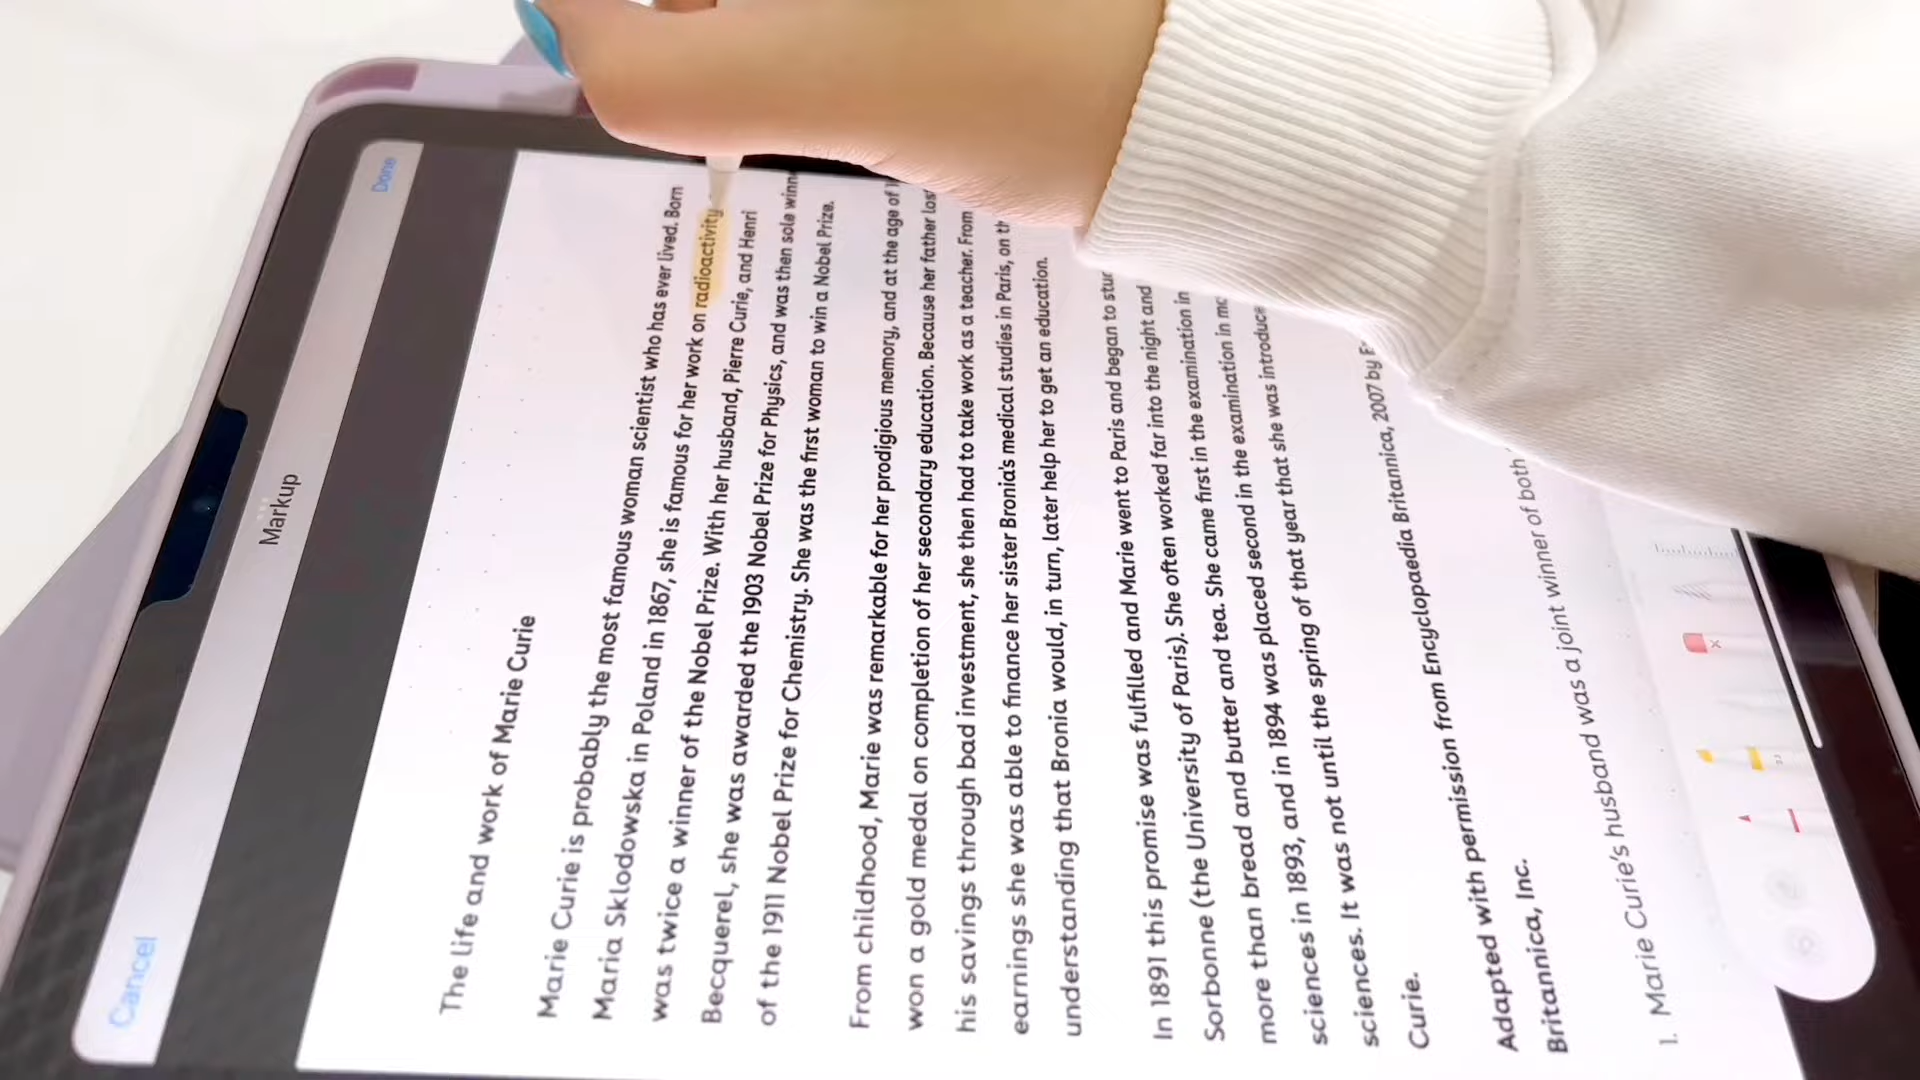 Cancel
Markup
Done
The life and work of Marie Curie
Marie Curie is probably the most famous woman scientist who has ever lived. Born
Maria Sklodowska in Poland in 1867, she is famous for her work on radioactivity
was twice a winner of the Nobel Prize. With her husband, Pierre Curie, and Henri
Becquerel, she was awarded the 1903 Nobel Prize for Physics, and was then sole
of the 1911 Nobel Prize for Chemistry. She was the first woman to win a Nobel Prize.
From childhood, Marie was remarkable for her prodigious memory, and at the age of
won a gold medal on completion of her secondary education. Because her father
his savings through bad investment, she then had to take work as a teacher. From
earnings she was able to finance her sister Bronia's medical studies in Paris, on
understanding that Bronia would, in turn, later help her to get an education.
In 1891 this promise was fulfilled and Marie went to Paris and began to
Sorbonne (the University of Paris). She often worked far into the night and
more than bread and butter and tea. She came first in the examination in
sciences in 1893, and in 1894 was placed second in the examination in
sciences. It was not until the spring of that year that she was
Curie.
Adapted with permission from Encyclopaedia Britannica, 2007 by
Britannica, Inc.
1. Marie Curie's husband was a joint winner of both